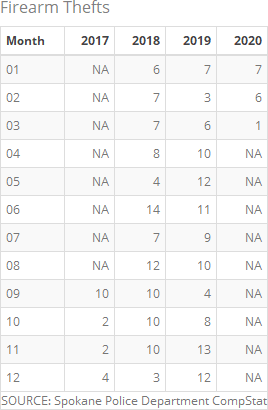 Firearm Thefts
Month 2017 2018 2019 2020
01 NA 6 7 7
02 NA 7 3 6
03 NA 7 6 1
04 NA 8 10 NA
05 NA 4 12 NA
06 NA 14 11 NA
07 NA 7 9 NA
08 NA 12 10 NA
09 10 10 4 NA
10 2 10 8 NA
11 2 10 13 NA
12 4 3 12 NA
SOURCE: Spokane Police Department CompStat